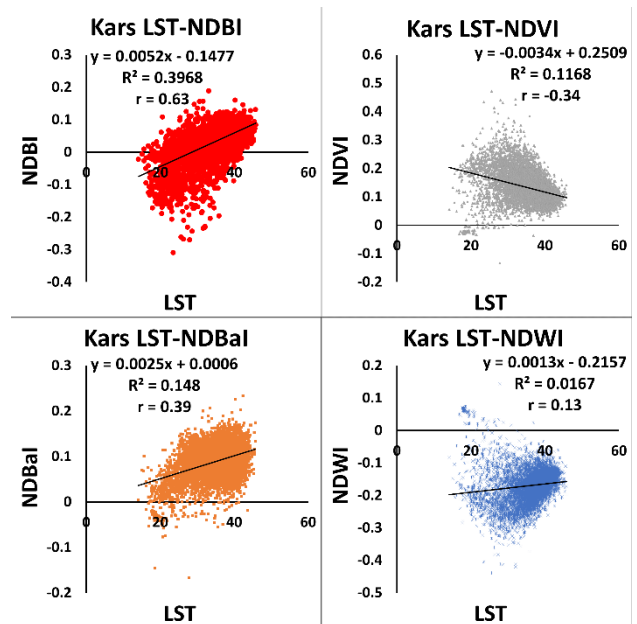 Kars LST-NDBI
y = 0.0052x - 0.1477
R² = 0.3968
r = 0.63
0.3
0.2
0.1
0
-0.1
-0.2
-0.3
-0.4
0
20
40
60
NDBI
LST
Kars LST-NDVI
y = -0.0034x + 0.2509
R² = 0.1168
r = -0.34
0.6
0.5
0.4
0.3
0.2
0.1
0
-0.1
-0.2
0
20
40
60
NDVI
LST
Kars LST-NDBaI
y = 0.0025x + 0.0006
R² = 0.148
r = 0.39
0.3
0.2
0.1
0
-0.1
-0.2
0
20
40
60
NDBaI
LST
Kars LST-NDWI
y = 0.0013x - 0.2157
R² = 0.0167
r = 0.13
0.2
0.1
0
-0.1
-0.2
-0.3
-0.4
-0.5
0
20
40
60
NDWI
LST